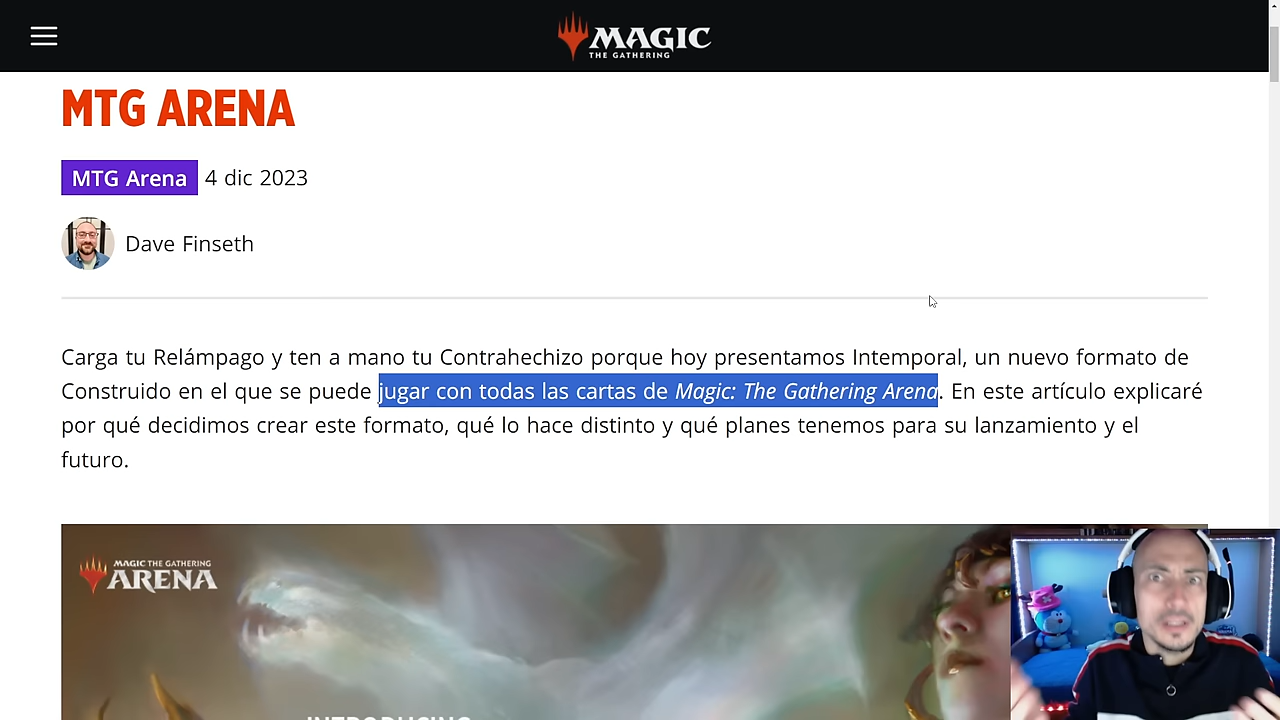 MAGIC
THE GATHERING
MTG ARENA
MTG Arena 4 dic 2023
Dave Finseth
Carga tu Relámpago y ten a mano tu Contrahechizo porque hoy presentamos Intemporal, un nuevo formato de
Construido en el que se puede jugar con todas las cartas de Magic: The Gathering Arena. En este artículo explicaré
por qué decidimos crear este formato, qué lo hace distinto y qué planes tenemos para su lanzamiento y el
futuro.
MAGIC THE GATHERING
ARENA
INTRODUCING